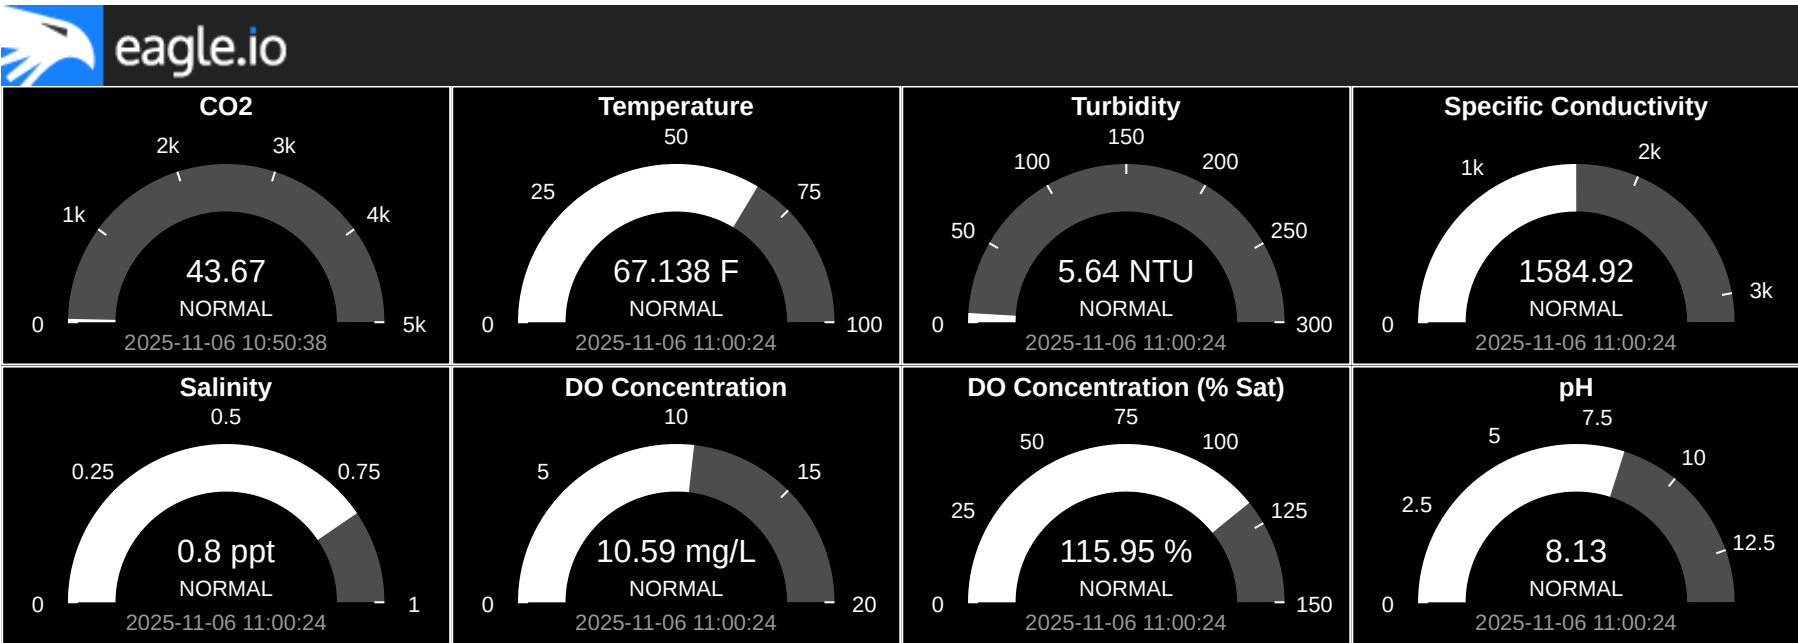 eagle.io
CO2
0
1k
2k
3k
4k
5k
43.67
NORMAL
2025-11-06 10:50:38
Temperature
0
25
50
75
100
67.138 F
NORMAL
2025-11-06 11:00:24
Turbidity
0
50
100
150
200
250
300
5.64 NTU
NORMAL
2025-11-06 11:00:24
Specific Conductivity
0
1k
2k
3k
1584.92
NORMAL
2025-11-06 11:00:24
Salinity
0
0.25
0.5
0.75
1
0.8 ppt
NORMAL
2025-11-06 11:00:24
DO Concentration
0
5
10
15
20
10.59 mg/L
NORMAL
2025-11-06 11:00:24
DO Concentration (% Sat)
0
25
50
75
100
125
150
115.95 %
NORMAL
2025-11-06 11:00:24
pH
0
2.5
5
7.5
10
12.5
8.13
NORMAL
2025-11-06 11:00:24